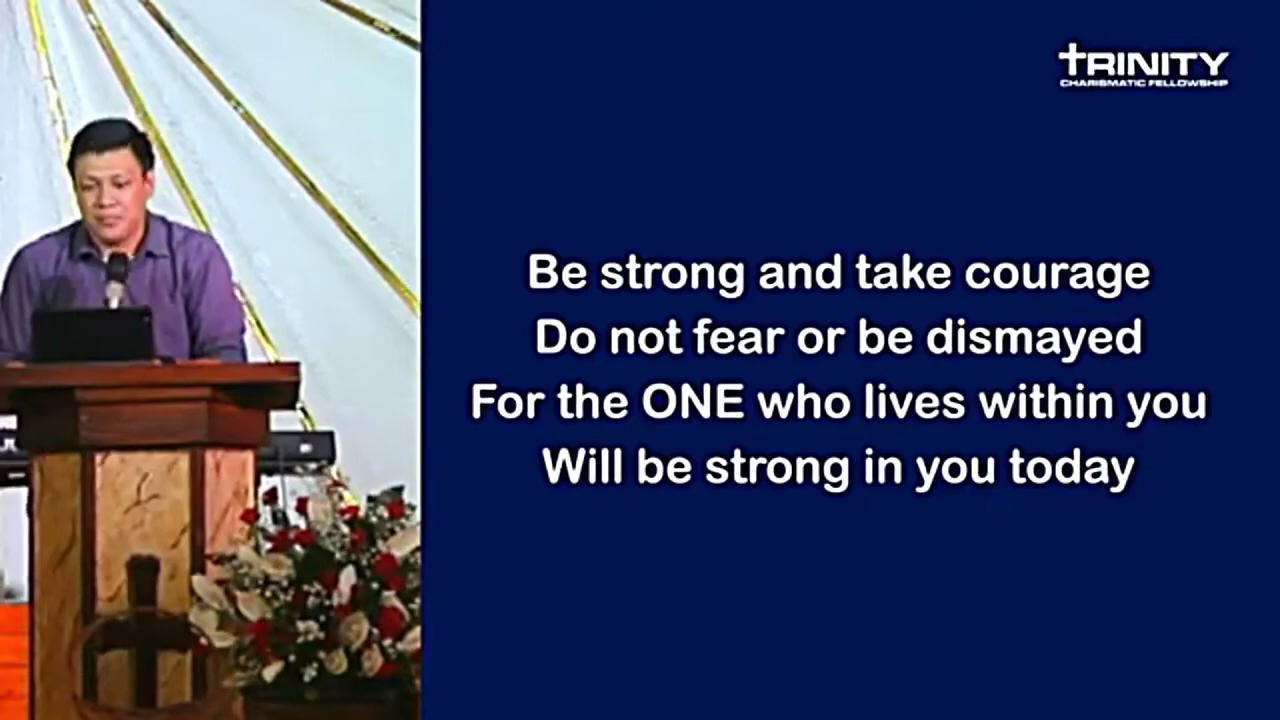 TRINITY
CHARISMATIC FELLOWSHIP
Be strong and take courage
Do not fear or be dismayed
For the ONE who lives within you
Will be strong in you today